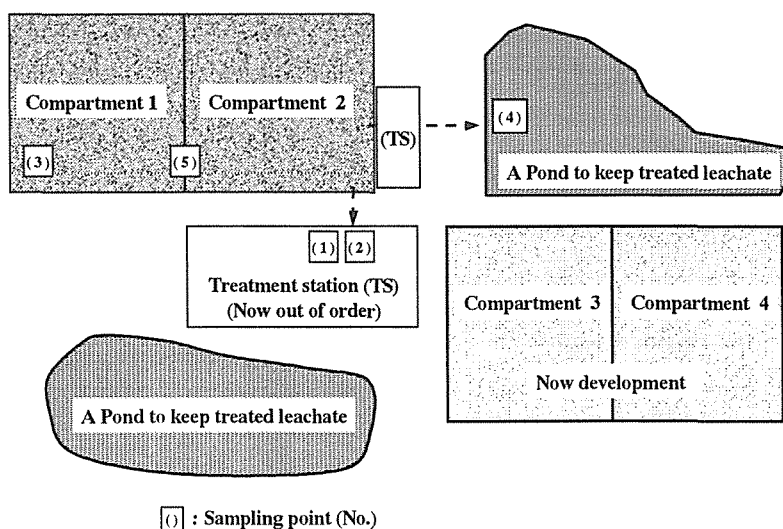 Compartment 1
Compartment 2
(TS)
(4)
(3)
(5)
A Pond to keep treated leachate
(1)
(2)
Treatment station (TS)
(Now out of order)
Compartment 3
Compartment 4
Now development
A Pond to keep treated leachate
() : Sampling point (No.)